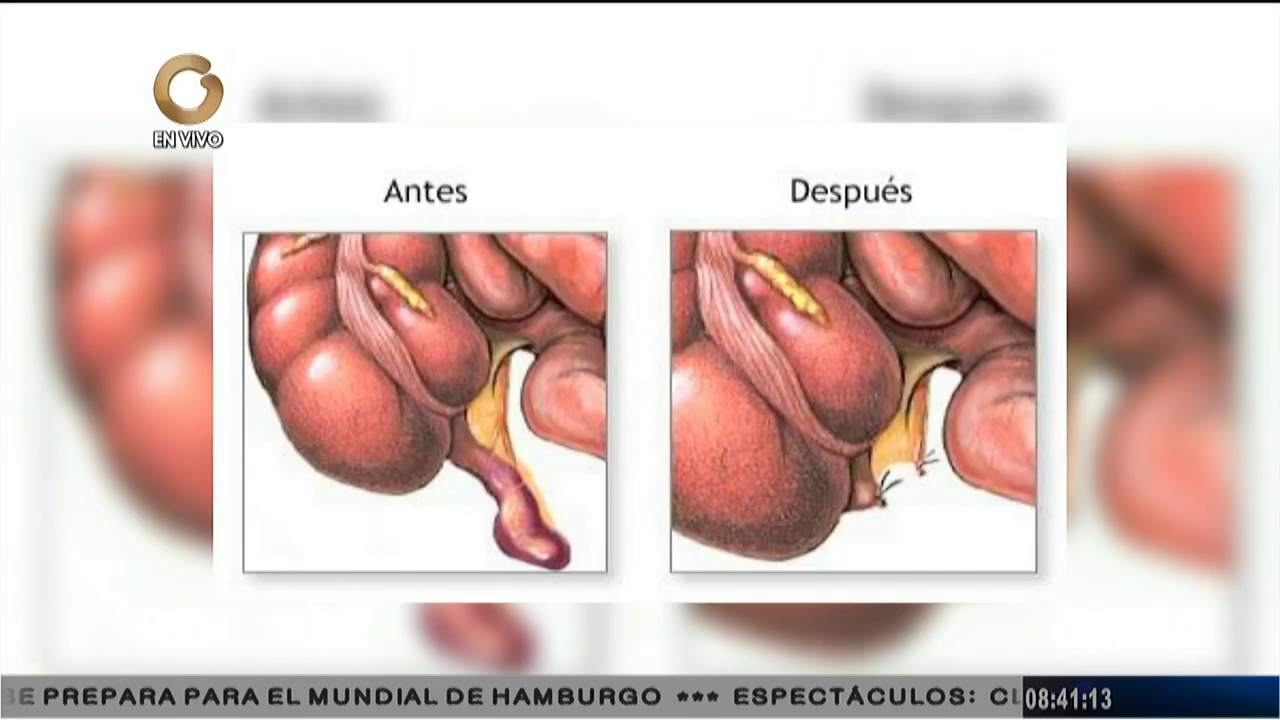 EN VIVO
Antes
Después
PREPARA PARA EL MUNDIAL DE HAMBURGO *** ESPECTÁCULOS:
08:41:13